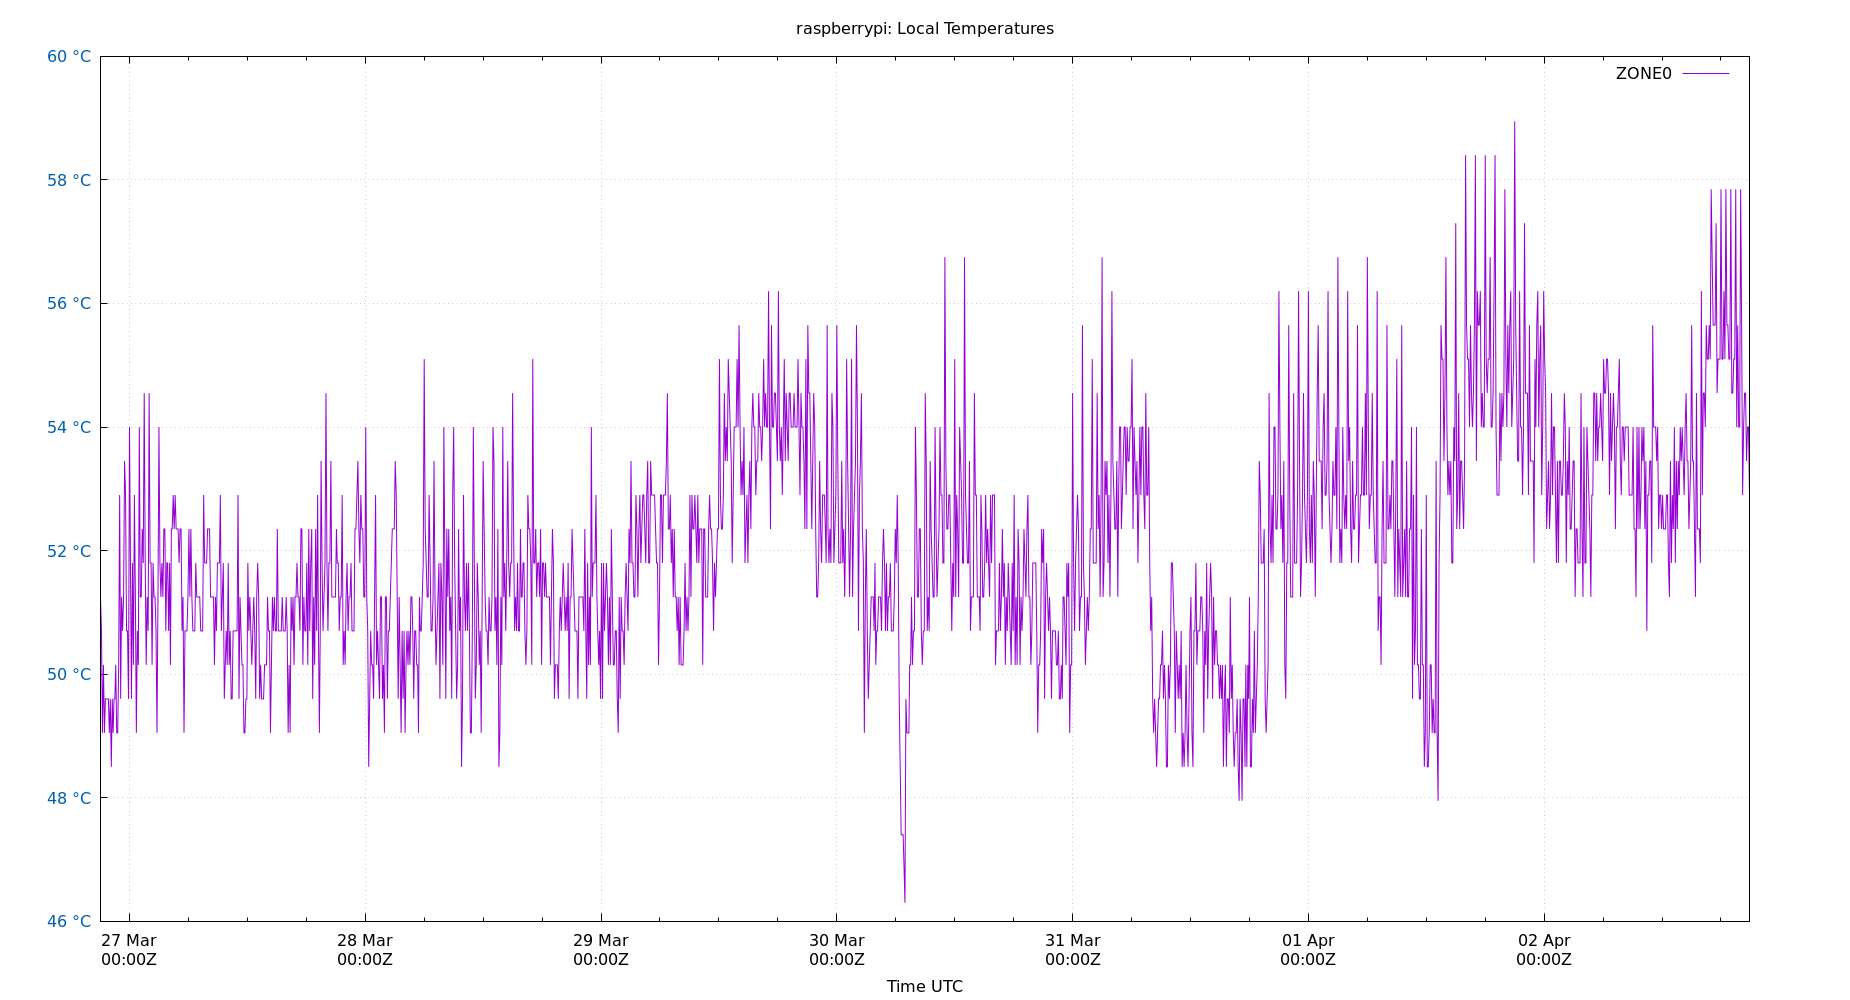 raspberrypi: Local Temperatures
ZONE0
60 °C
58 °C
56 °C
54 °C
52 °C
50 °C
48 °C
46 °C
27 Mar
00:00Z
28 Mar
00:00Z
29 Mar
00:00Z
30 Mar
00:00Z
31 Mar
00:00Z
01 Apr
00:00Z
02 Apr
00:00Z
Time UTC